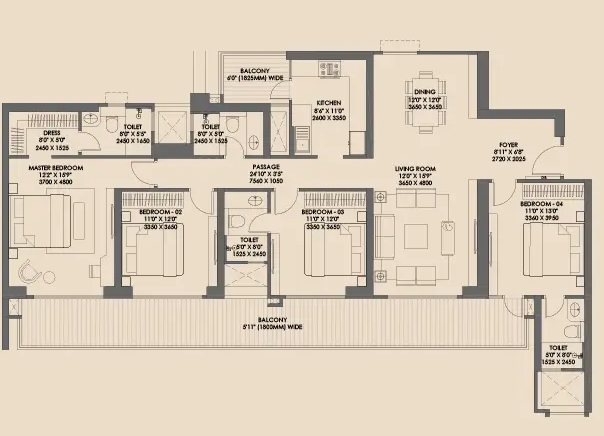 BALCONY
6'0" (1825MM) WIDE
KITCHEN
8'6" X 11'0"
2600 X 3350
DINING
12'0" X 12'0"
3650 X 3650
DRESS
8'0" X 5'0"
2450 X 1525
TOILET
8'0" X 5'5"
2450 X 1650
TOILET
8'0" X 5'0"
2450 X 1525
FOYER
8'11" X 6'8"
2720 X 2025
MASTER BEDROOM
12'2" X 15'9"
3700 X 4800
PASSAGE
24'10" X 3'5"
7560 X 1050
LIVING ROOM
12'0" X 15'9"
3650 X 4800
BEDROOM - 02
11'0" X 12'0"
3350 X 3650
TOILET
5'0" X 8'0"
1525 X 2450
BEDROOM - 03
11'0" X 12'0"
3350 X 3650
BEDROOM - 04
11'0" X 13'0"
3360 X 3950
BALCONY
5'11" (1800MM) WIDE
TOILET
5'0" X 8'0"
1525 X 2450